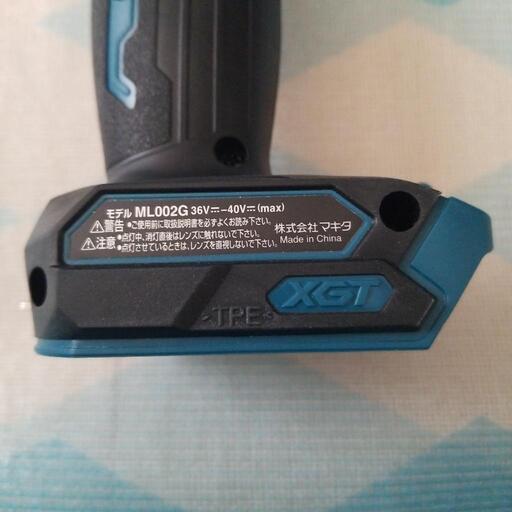 モデル ML002G 36V⎓-40V⎓(max)
⚠警告 •ご使用前に取扱説明書を必ずよくお読み下さい。
⚠注意 •点灯中、消灯直後はレンズに触れないで下さい。
•点灯させているときは、レンズを直視しないで下さい。
株式会社マキタ
Made in China
XGT
>TPE<